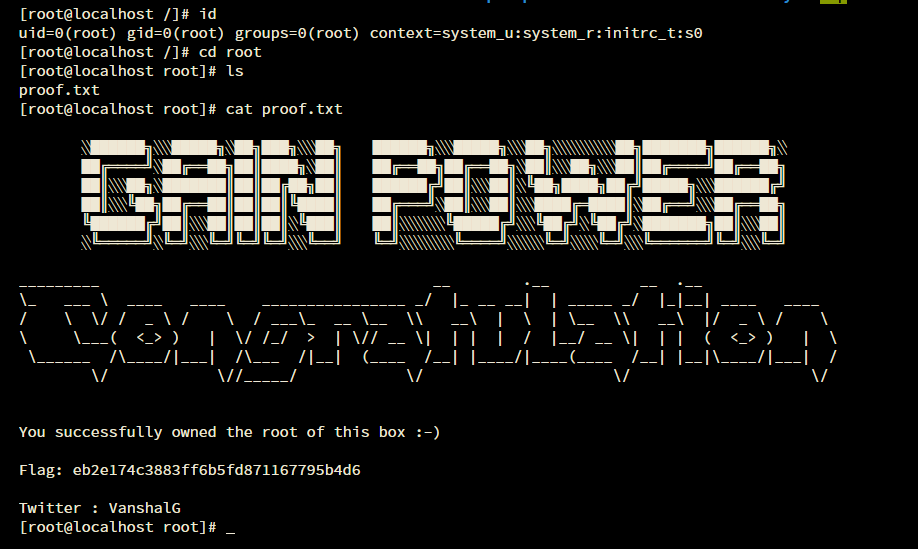 [root@localhost /]# id
uid=0(root) gid=0(root) groups=0(root) context=system_u:system_r:initrc_t:s0
[root@localhost /]# cd root
[root@localhost root]# ls
proof.txt
[root@localhost root]# cat proof.txt
GAIN POWER
Congratulation
You successfully owned the root of this box :-)
Flag: eb2e174c3883ff6b5fd871167795b4d6
Twitter : VanshalG
[root@localhost root]# _